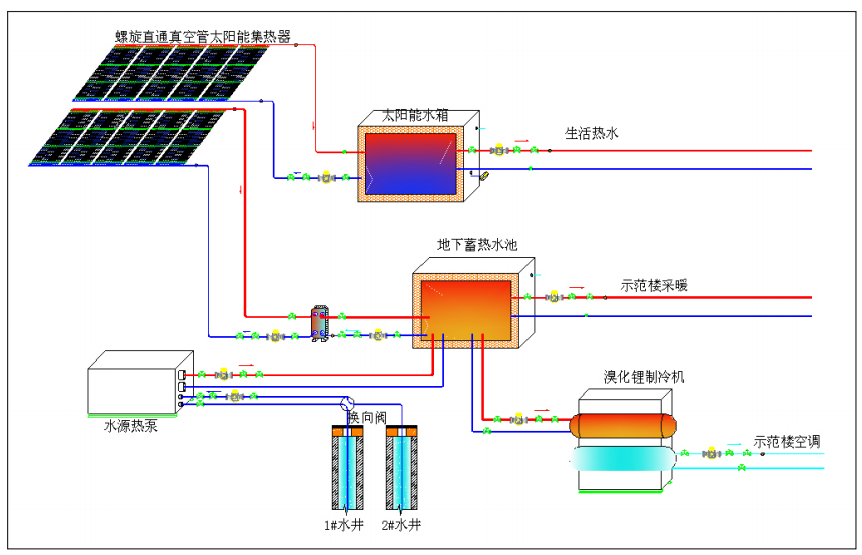 螺旋直通真空管太阳能集热器
太阳能水箱
生活热水
地下蓄热水池
示范楼采暖
溴化锂制冷机
水源热泵
换向阀
示范楼空调
1#水井
2#水井